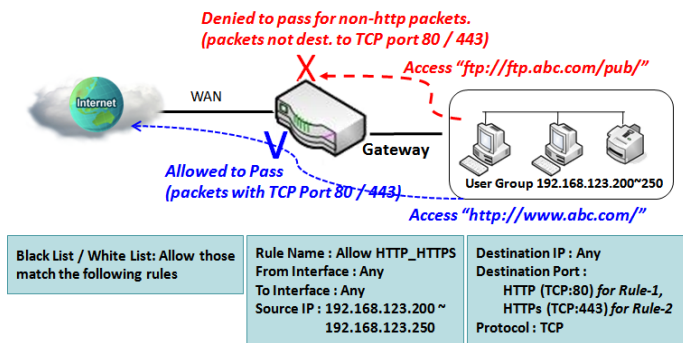 Denied to pass for non-http packets.
(packets not dest. to TCP port 80 / 443)
Access “ftp://ftp.abc.com/pub/”
X
Internet
WAN
Gateway
V
Allowed to Pass
(packets with TCP Port 80 / 443)
User Group 192.168.123.200~250
Access “http://www.abc.com/”
Black List / White List: Allow those
match the following rules
Rule Name : Allow HTTP_HTTPS
From Interface : Any
To Interface : Any
Source IP : 192.168.123.200 ~
192.168.123.250
Destination IP : Any
Destination Port :
HTTP (TCP:80) for Rule-1,
HTTPs (TCP:443) for Rule-2
Protocol : TCP